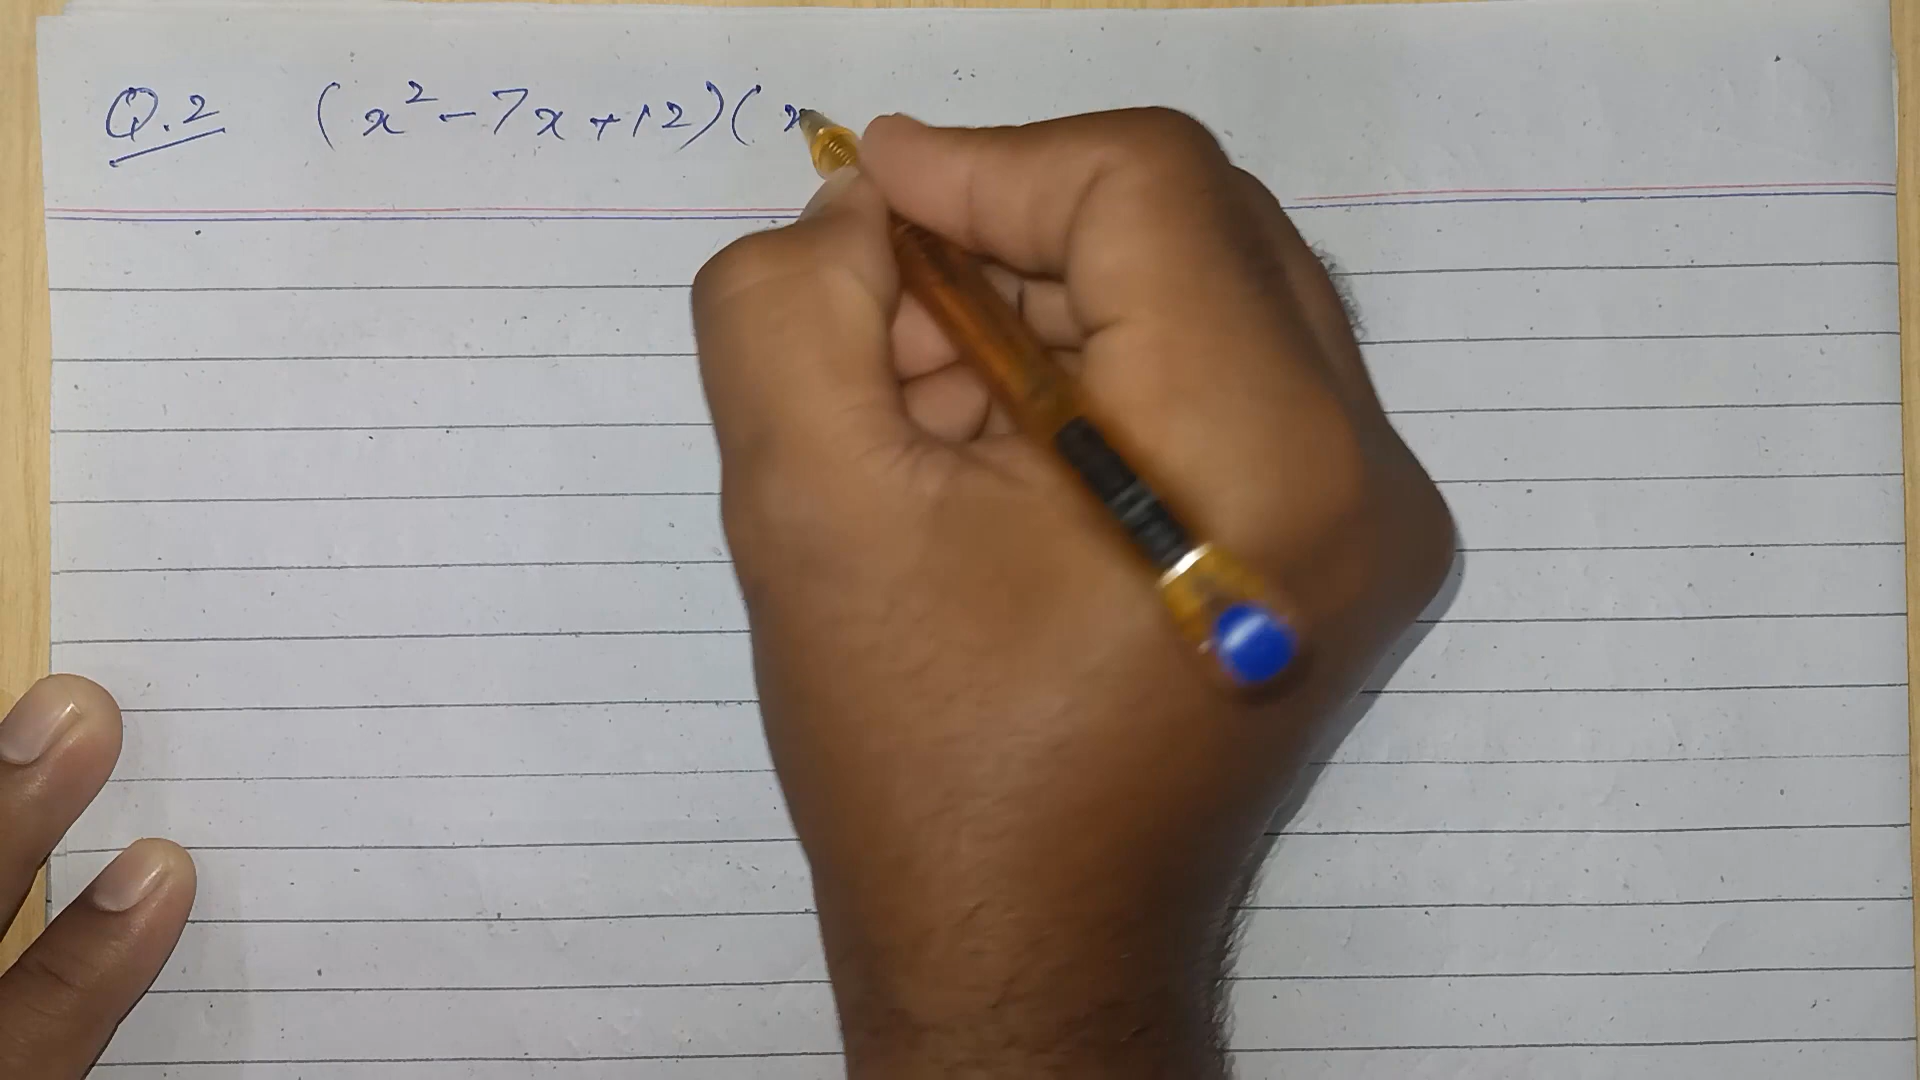 Q.2 (x² - 7x + 12)(x